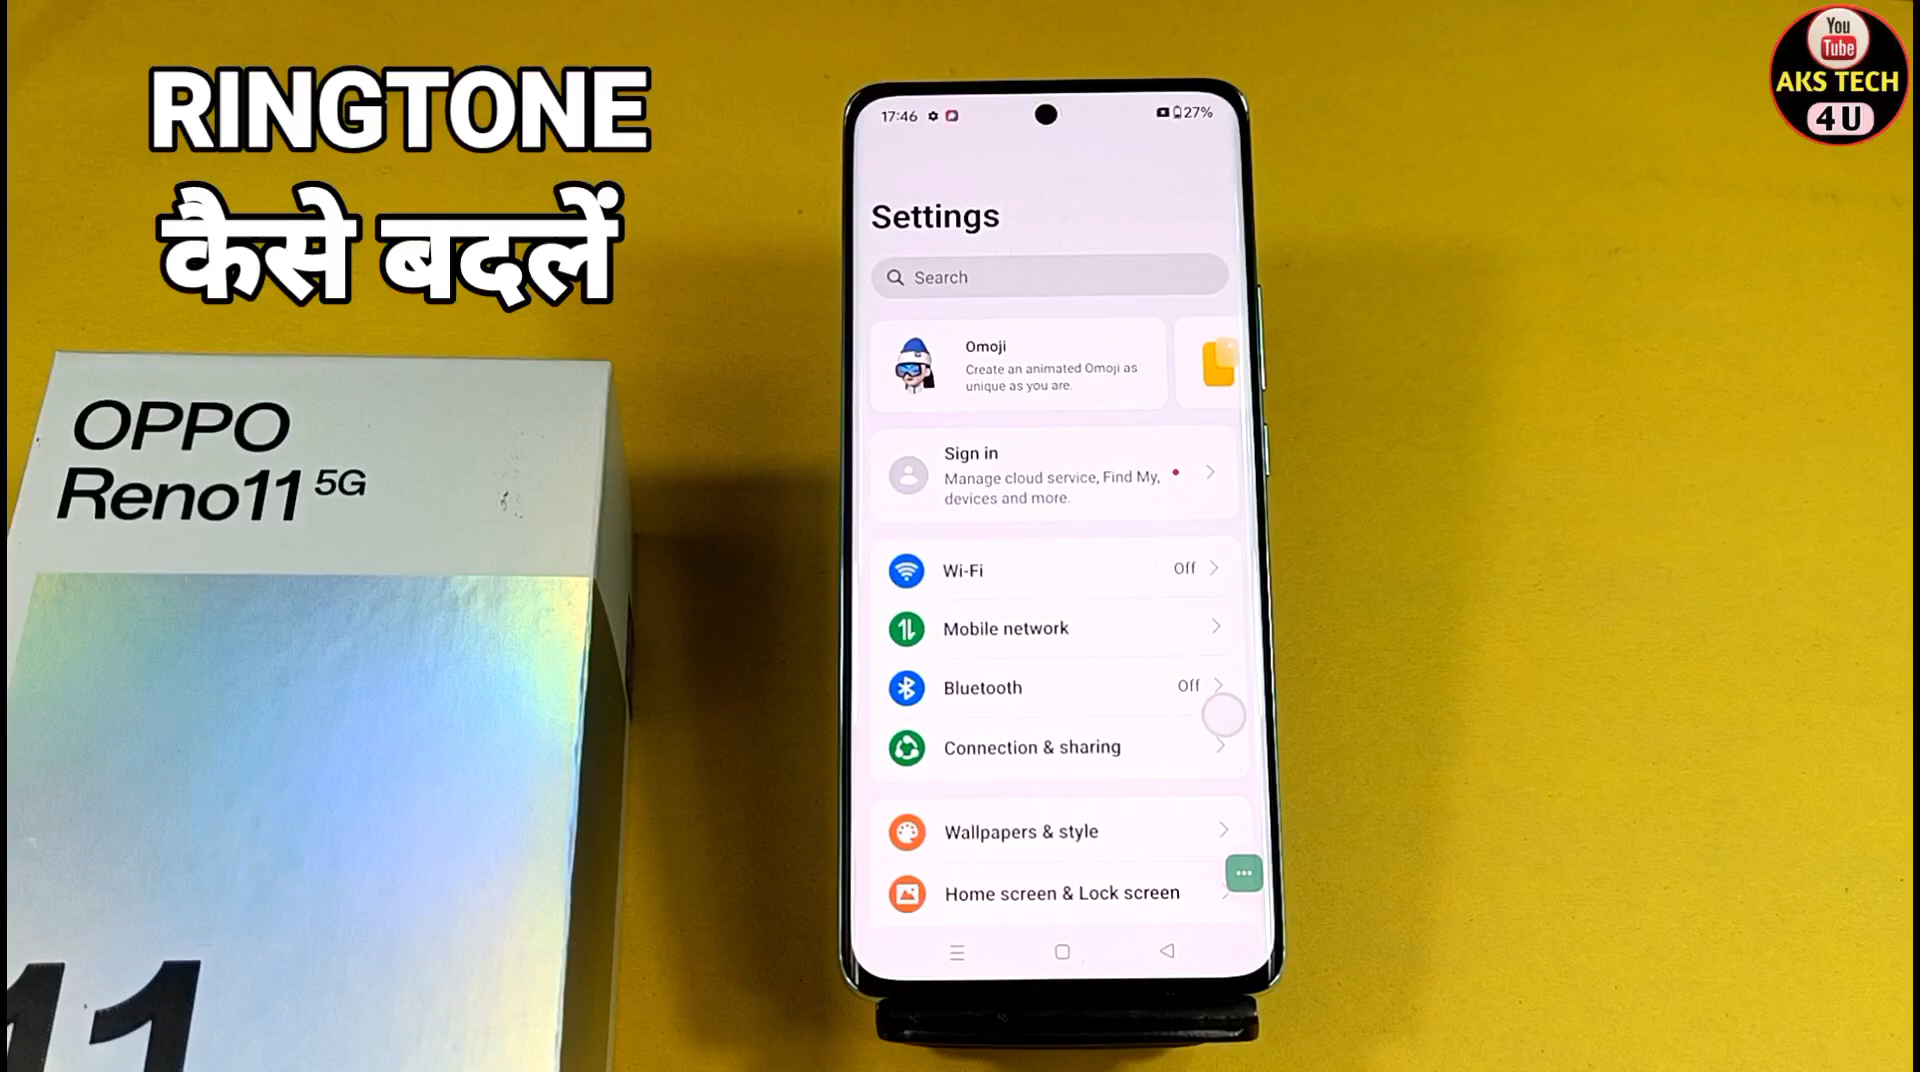 RINGTONE
कैसे बदलें
You
Tube
AKS TECH
4 U
OPPO
Reno11 5G
11
17:46
27%
Settings
Search
Omoji
Create an animated Omoji as
unique as you are.
Sign in
Manage cloud service, Find My,
devices and more.
Wi-Fi Off
Mobile network
Bluetooth Off
Connection & sharing
Wallpapers & style
Home screen & Lock screen